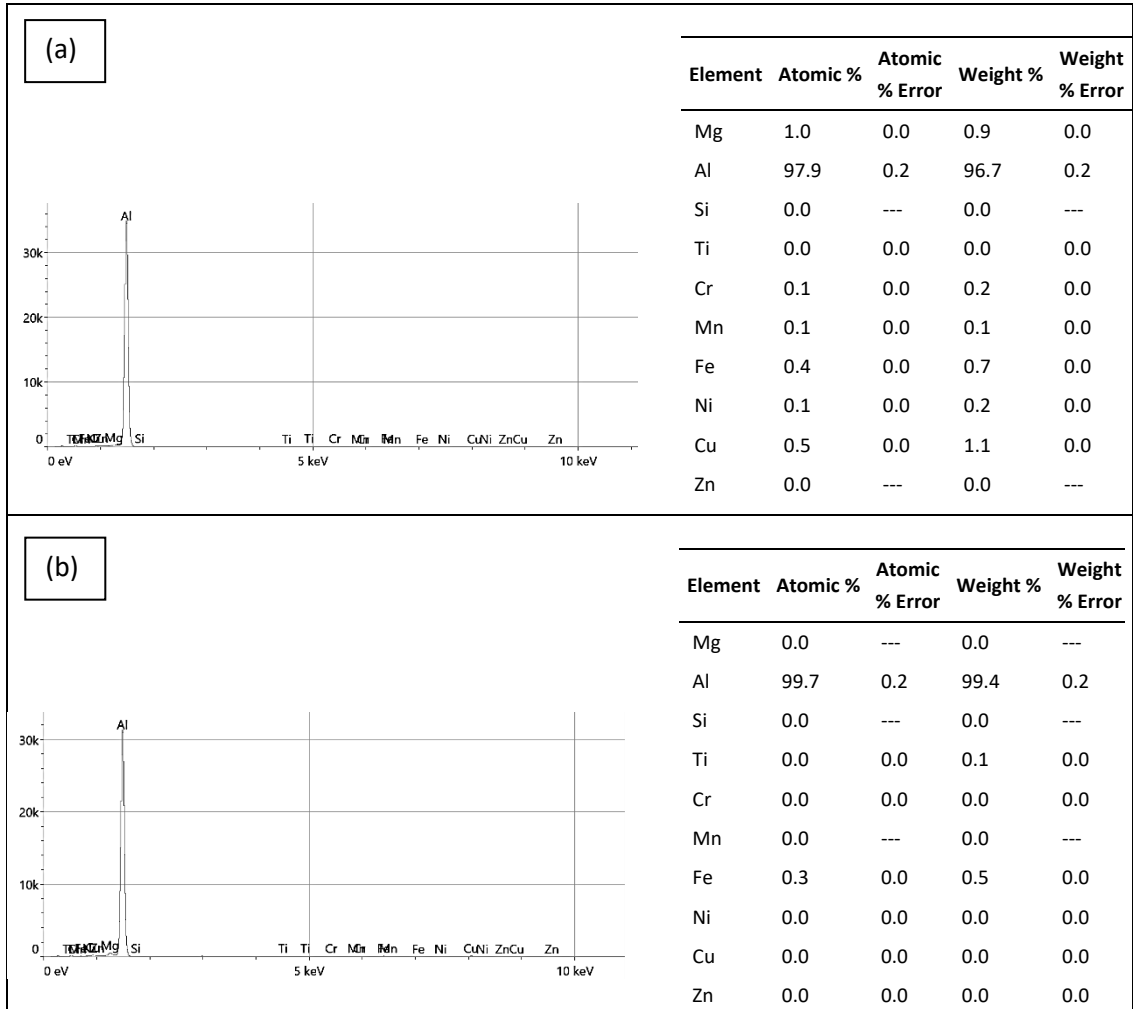 (a)
Element Atomic % Atomic % Error Weight % Weight % Error
Mg 1.0 0.0 0.9 0.0
Al 97.9 0.2 96.7 0.2
Si 0.0 --- 0.0 ---
Ti 0.0 0.0 0.0 0.0
Cr 0.1 0.0 0.2 0.0
Mn 0.1 0.0 0.1 0.0
Fe 0.4 0.0 0.7 0.0
Ni 0.1 0.0 0.2 0.0
Cu 0.5 0.0 1.1 0.0
Zn 0.0 --- 0.0 ---
Al
30k
20k
10k
0 Mg Si Ti Ti Cr Fe Ni Cu Ni Zn Cu Zn
0 eV 5 keV 10 keV
(b)
Element Atomic % Atomic % Error Weight % Weight % Error
Mg 0.0 --- 0.0 ---
Al 99.7 0.2 99.4 0.2
Si 0.0 --- 0.0 ---
Ti 0.0 0.0 0.1 0.0
Cr 0.0 0.0 0.0 0.0
Mn 0.0 --- 0.0 ---
Fe 0.3 0.0 0.5 0.0
Ni 0.0 0.0 0.0 0.0
Cu 0.0 0.0 0.0 0.0
Zn 0.0 0.0 0.0 0.0
Al
30k
20k
10k
0 Mg Si Ti Ti Cr Fe Ni Cu Ni Zn Cu Zn
0 eV 5 keV 10 keV